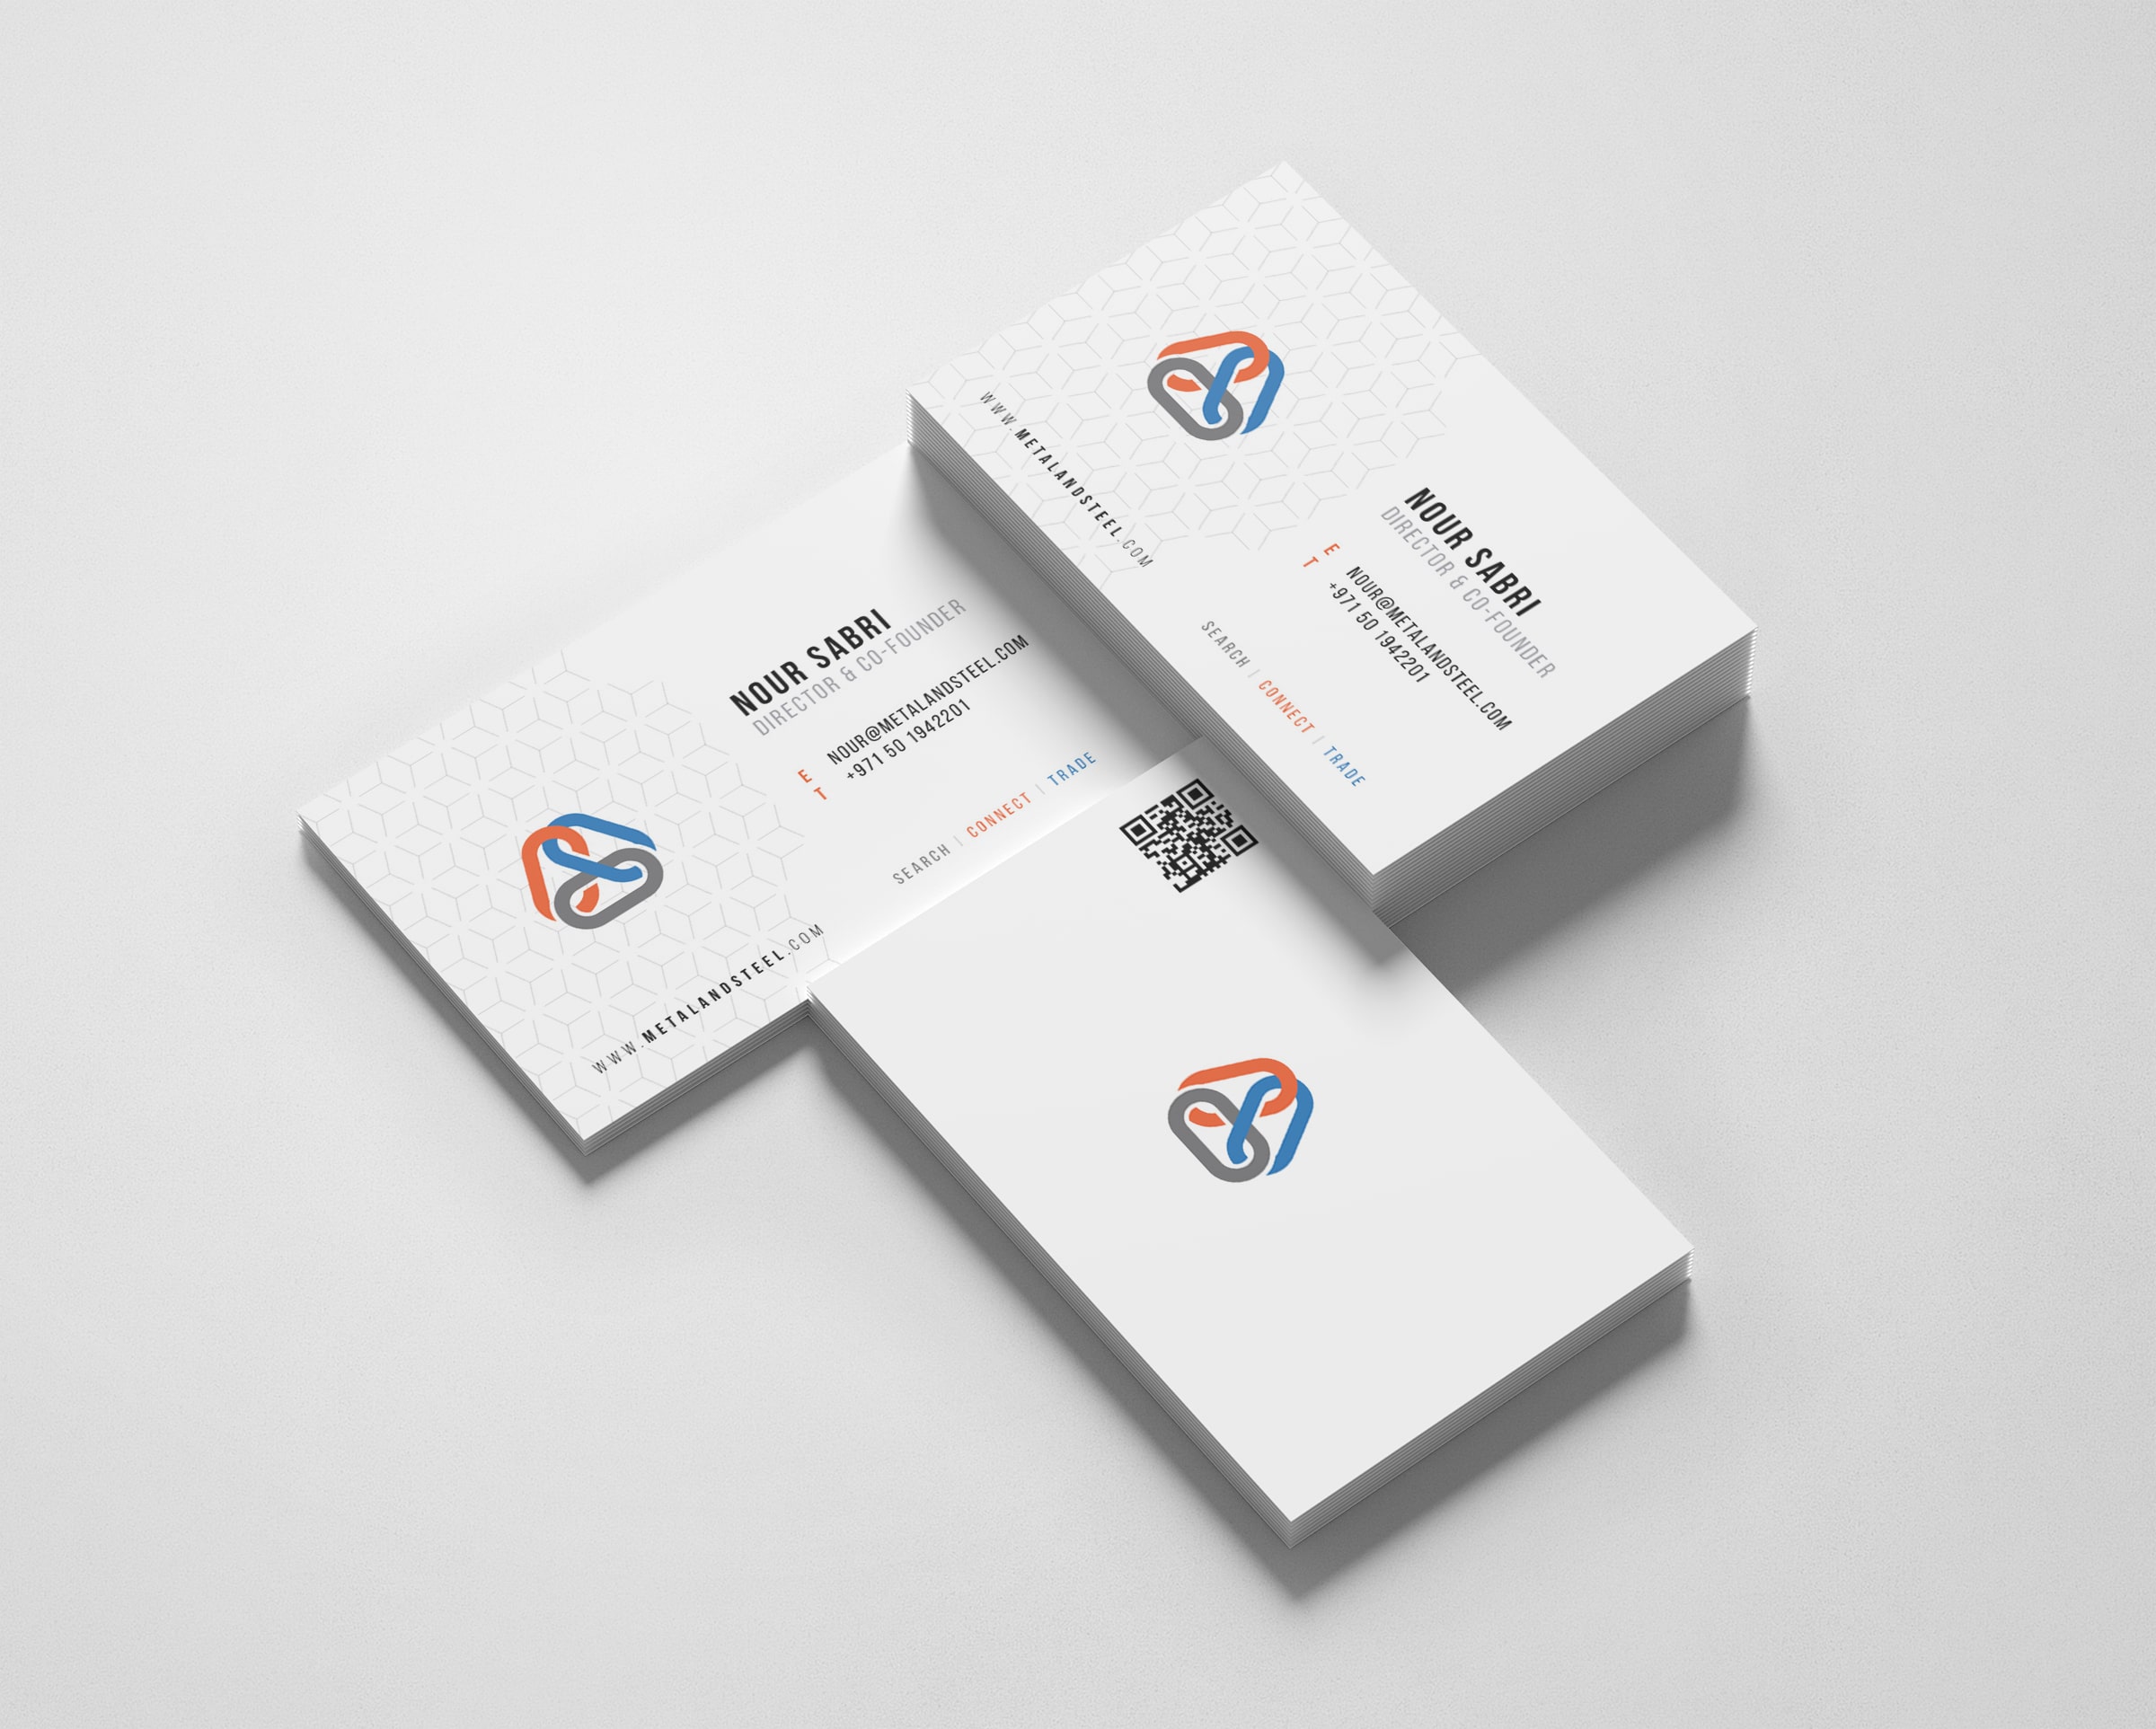 NOUR SABRI
DIRECTOR & CO-FOUNDER
E NOUR@METALANDSTEEL.COM
T +971 50 1942201
SEARCH | CONNECT | TRADE
WWW.METALANDSTEEL.COM
NOUR SABRI
DIRECTOR & CO-FOUNDER
E NOUR@METALANDSTEEL.COM
T +971 50 1942201
SEARCH | CONNECT | TRADE
WWW.METALANDSTEEL.COM